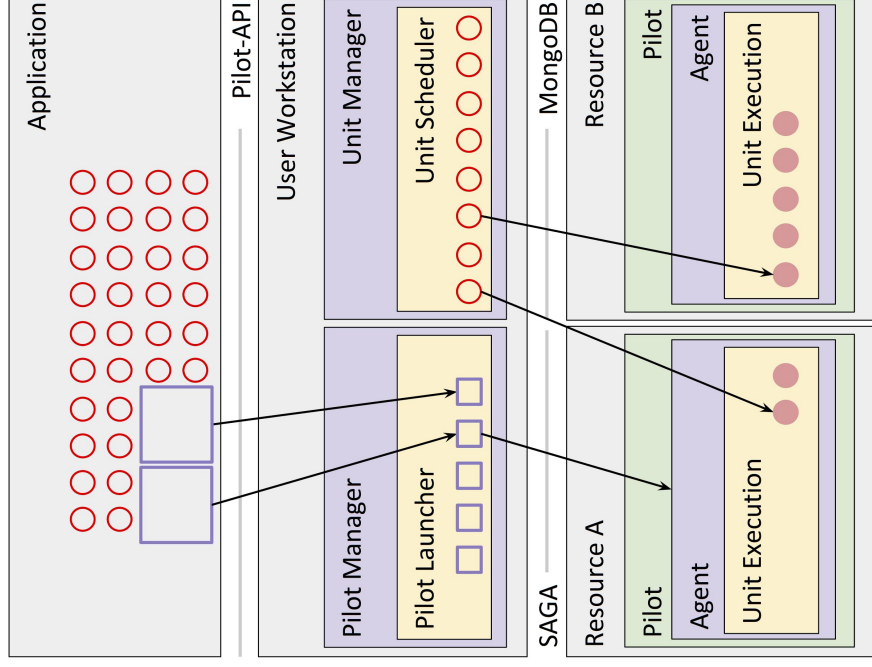 Application
Pilot-API
User Workstation
Pilot Manager
Pilot Launcher
Unit Manager
Unit Scheduler
SAGA
MongoDB
Resource A
Pilot
Agent
Unit Execution
Resource B
Pilot
Agent
Unit Execution